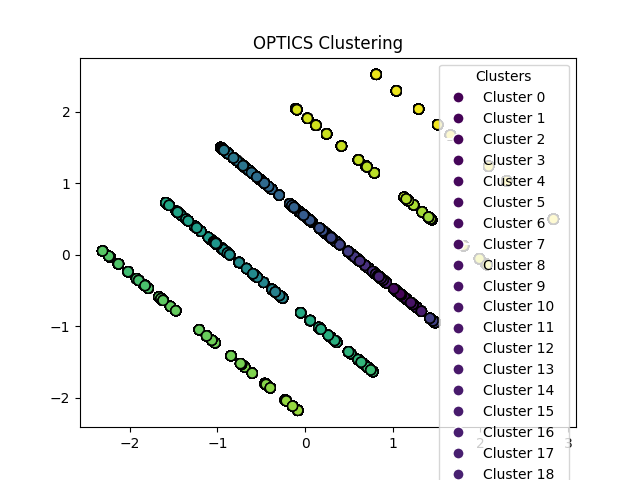 OPTICS Clustering
Clusters
Cluster 0
Cluster 1
Cluster 2
Cluster 3
Cluster 4
Cluster 5
Cluster 6
Cluster 7
Cluster 8
Cluster 9
Cluster 10
Cluster 11
Cluster 12
Cluster 13
Cluster 14
Cluster 15
Cluster 16
Cluster 17
Cluster 18
2
1
0
−1
−2
−2
−1
0
1
2
3